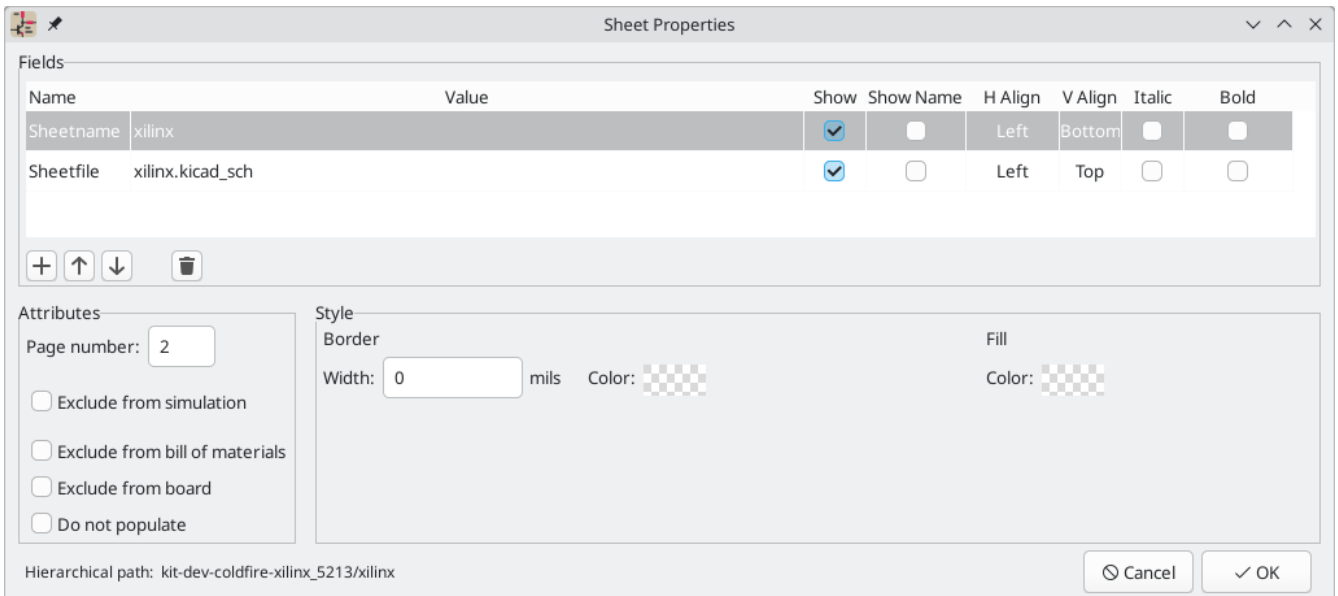 Sheet Properties
Fields
Name Value Show Show Name H Align V Align Italic Bold
Sheetname xilinx Left Bottom
Sheetfile xilinx.kicad_sch Left Top
Attributes
Page number: 2
Exclude from simulation
Exclude from bill of materials
Exclude from board
Do not populate
Style
Border Fill
Width: 0 mils Color: Color:
Hierarchical path: kit-dev-coldfire-xilinx_5213/xilinx
Cancel OK